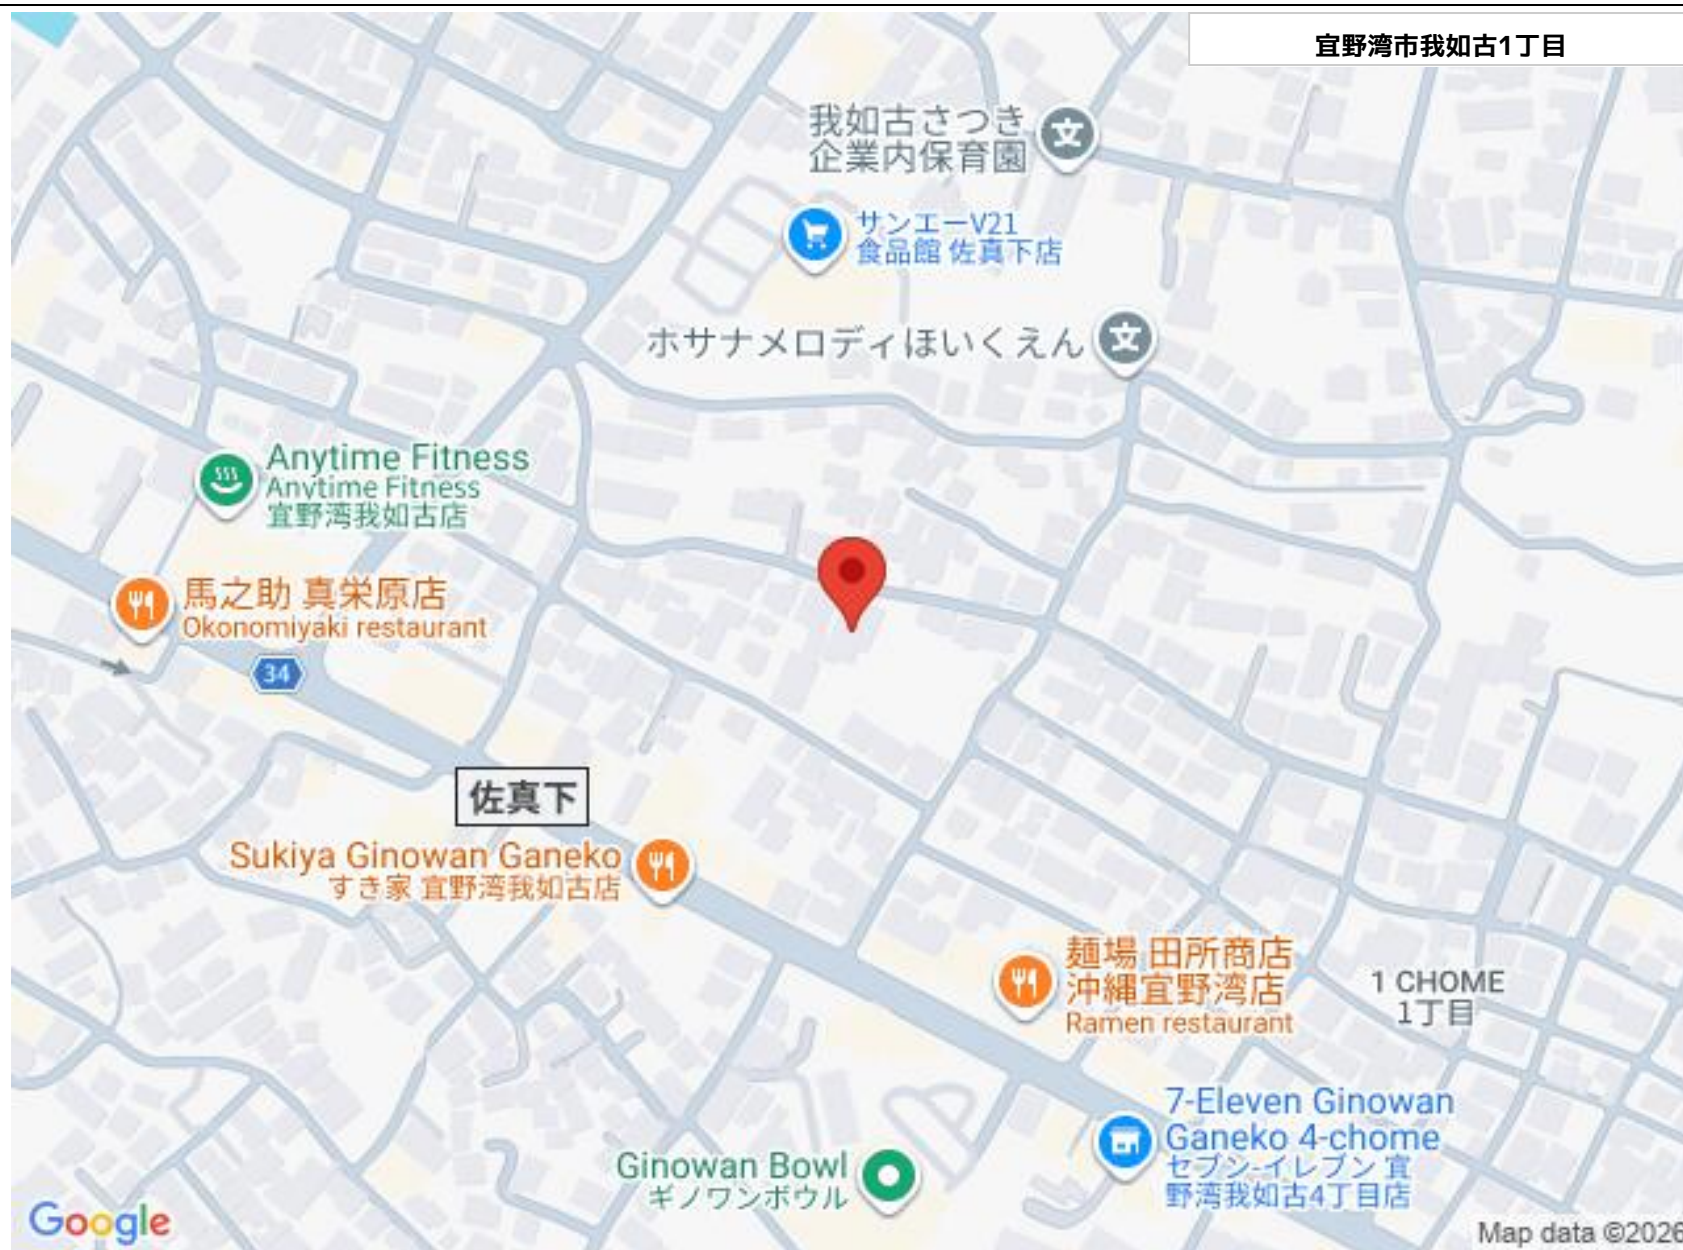 宜野湾市我如古1丁目
我如古さつき
企業内保育園
サンエーV21
食品館 佐真下店
ホサナメロディほいくえん
Anytime Fitness
Anytime Fitness
宜野湾我如古店
馬之助 真栄原店
Okonomiyaki restaurant
34
佐真下
Sukiya Ginowan Ganeko
すき家 宜野湾我如古店
麺場 田所商店
沖縄宜野湾店
Ramen restaurant
1 CHOME
1丁目
7-Eleven Ginowan
Ganeko 4-chome
セブン-イレブン 宜
野湾我如古4丁目店
Ginowan Bowl
ギノワンボウル
Google
Map data ©2026